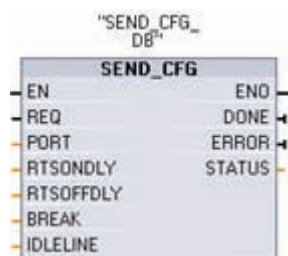 "SEND_CFG_
DB"
SEND_CFG
EN ENO
REQ DONE
PORT ERROR
RTSONDLY STATUS
RTSOFFDLY
BREAK
IDLELINE